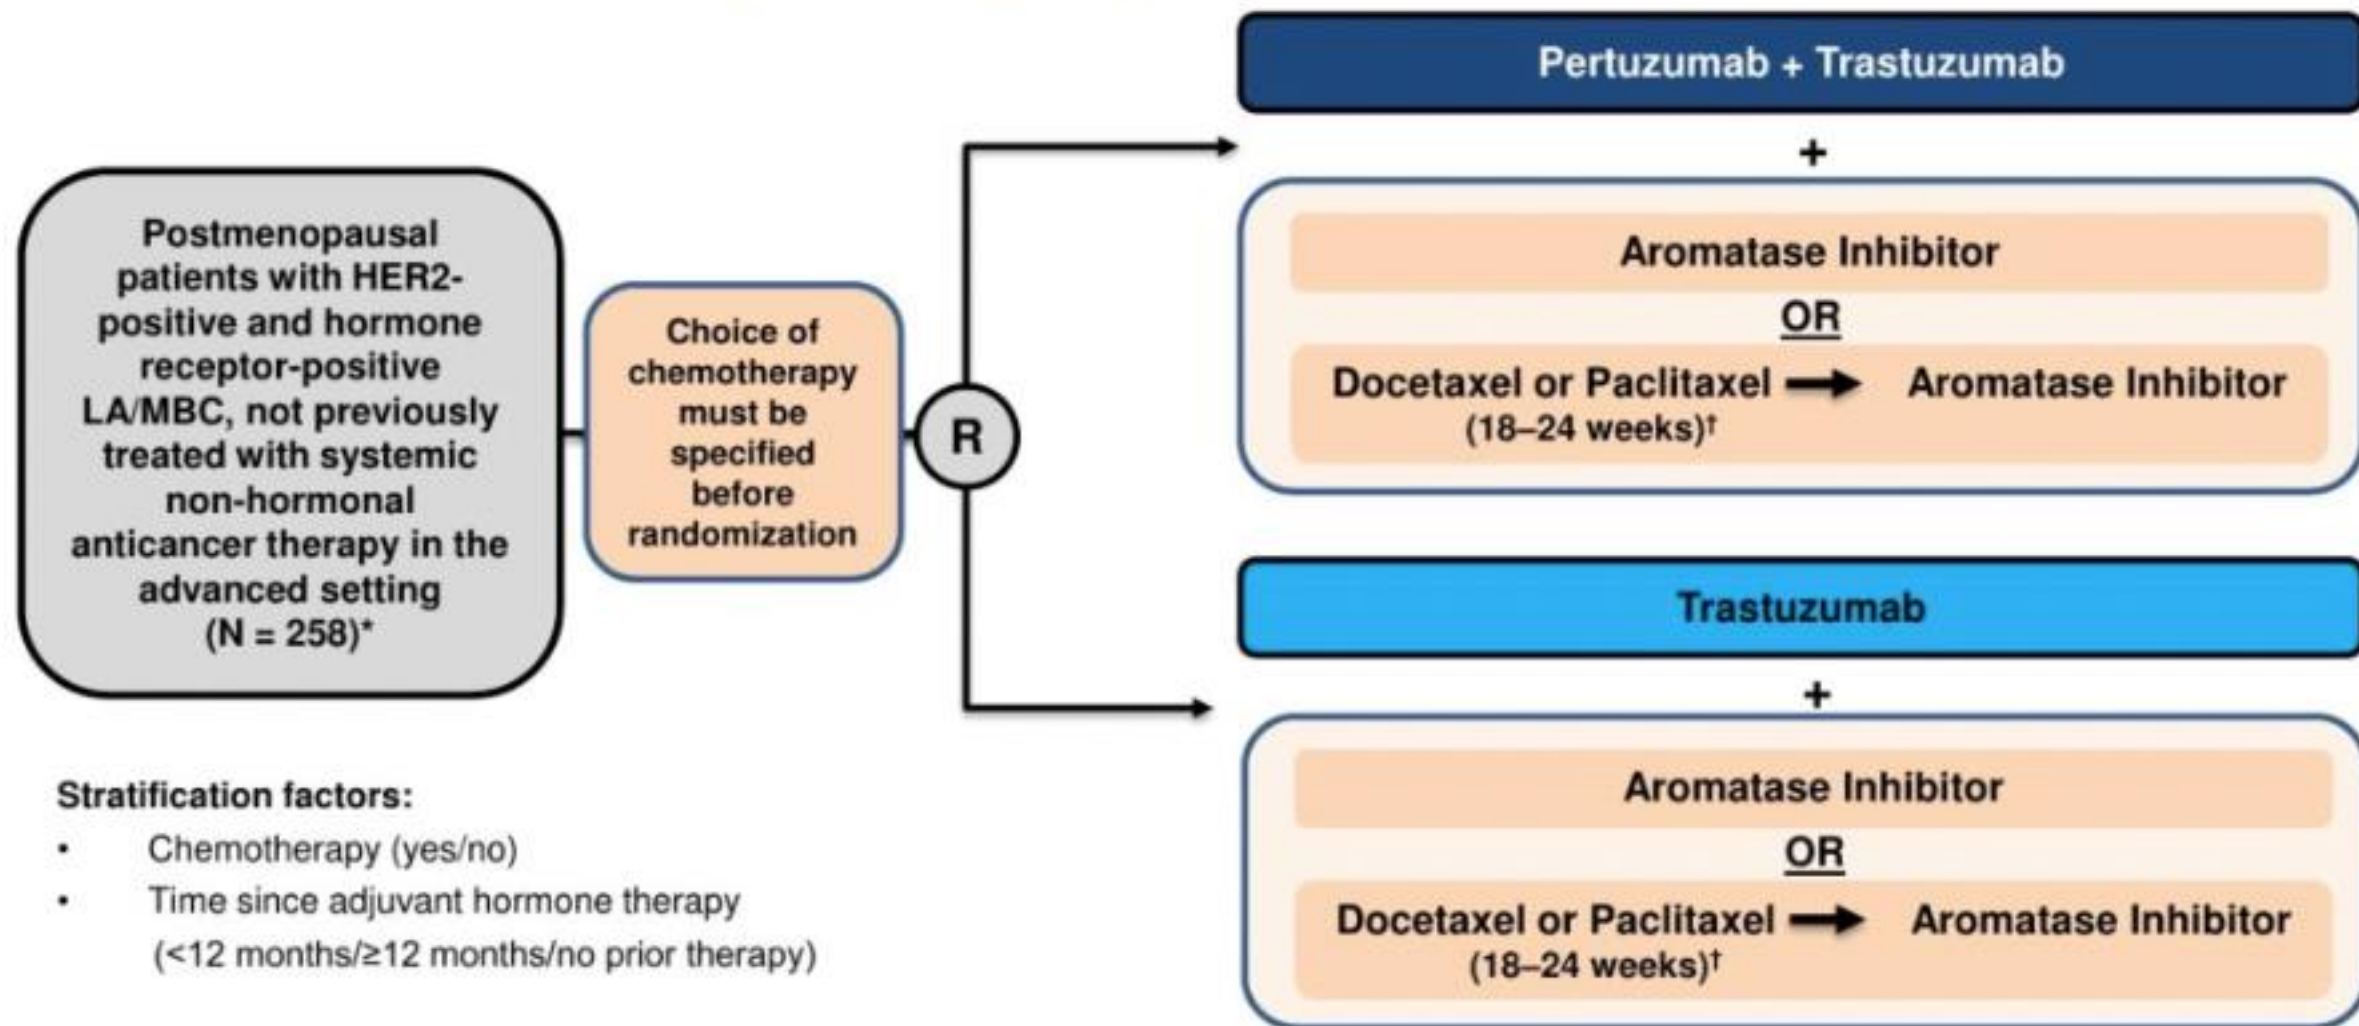 Postmenopausal
patients with HER2-
positive and hormone
receptor-positive
LA/MBC, not previously
treated with systemic
non-hormonal
anticancer therapy in the
advanced setting
(N = 258)*
Choice of
chemotherapy
must be
specified
before
randomization
R
Pertuzumab + Trastuzumab
+
Aromatase Inhibitor
OR
Docetaxel or Paclitaxel → Aromatase Inhibitor
(18–24 weeks)†
Trastuzumab
+
Aromatase Inhibitor
OR
Docetaxel or Paclitaxel → Aromatase Inhibitor
(18–24 weeks)†
Stratification factors:
• Chemotherapy (yes/no)
• Time since adjuvant hormone therapy
(<12 months/≥12 months/no prior therapy)